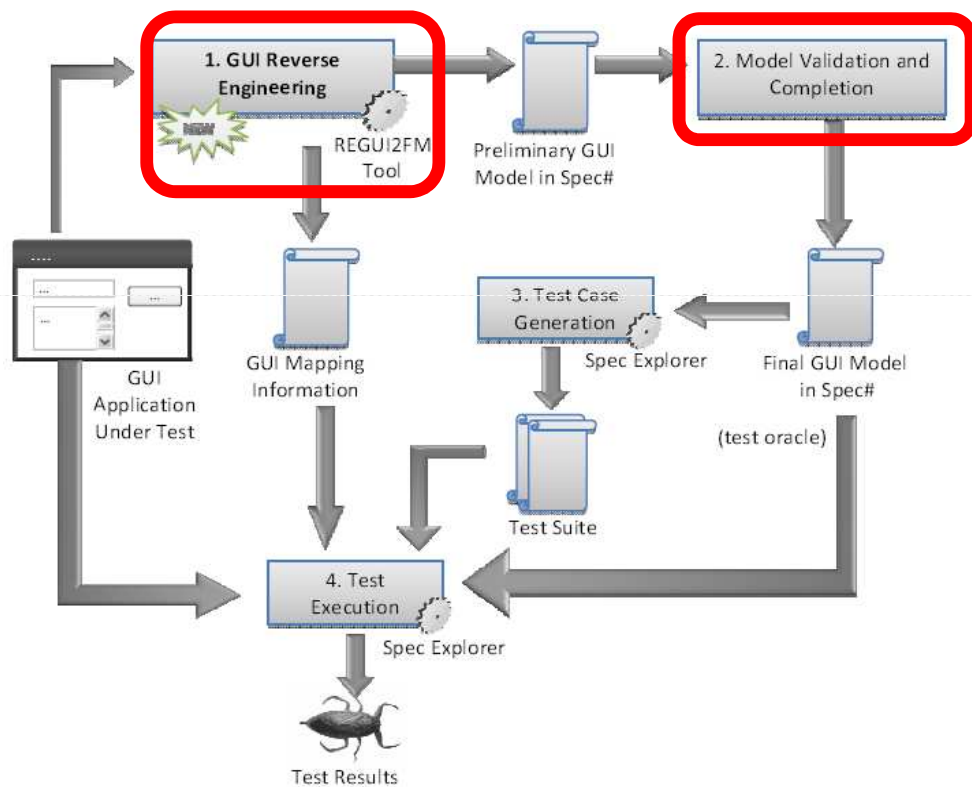 1. GUI Reverse
Engineering
NEW
REGUI2FM
Tool
Preliminary GUI
Model in Spec#
2. Model Validation and
Completion
....
...
...
...
GUI
Application
Under Test
GUI Mapping
Information
3. Test Case
Generation
Spec Explorer
Final GUI Model
in Spec#
(test oracle)
Test Suite
4. Test
Execution
Spec Explorer
Test Results